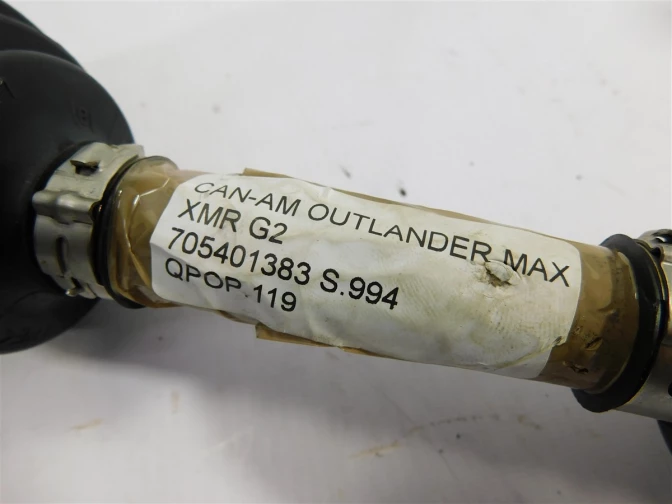 CAN-AM OUTLANDER MAX
XMR G2
705401383 S.994
QPOP 119